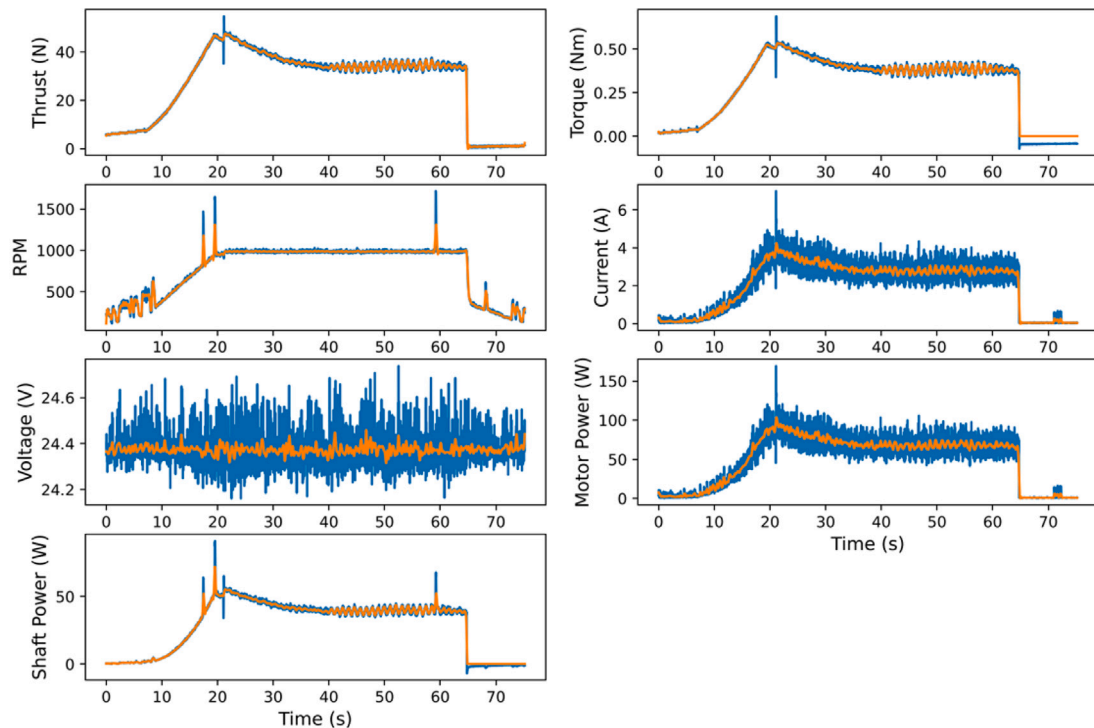 Thrust (N)
40
20
0
0 10 20 30 40 50 60 70
Torque (Nm)
0.50
0.25
0.00
0 10 20 30 40 50 60 70
RPM
1500
1000
500
0 10 20 30 40 50 60 70
Current (A)
6
4
2
0
0 10 20 30 40 50 60 70
Voltage (V)
24.6
24.4
24.2
0 10 20 30 40 50 60 70
Motor Power (W)
150
100
50
0
0 10 20 30 40 50 60 70
Time (s)
Shaft Power (W)
50
0
0 10 20 30 40 50 60 70
Time (s)